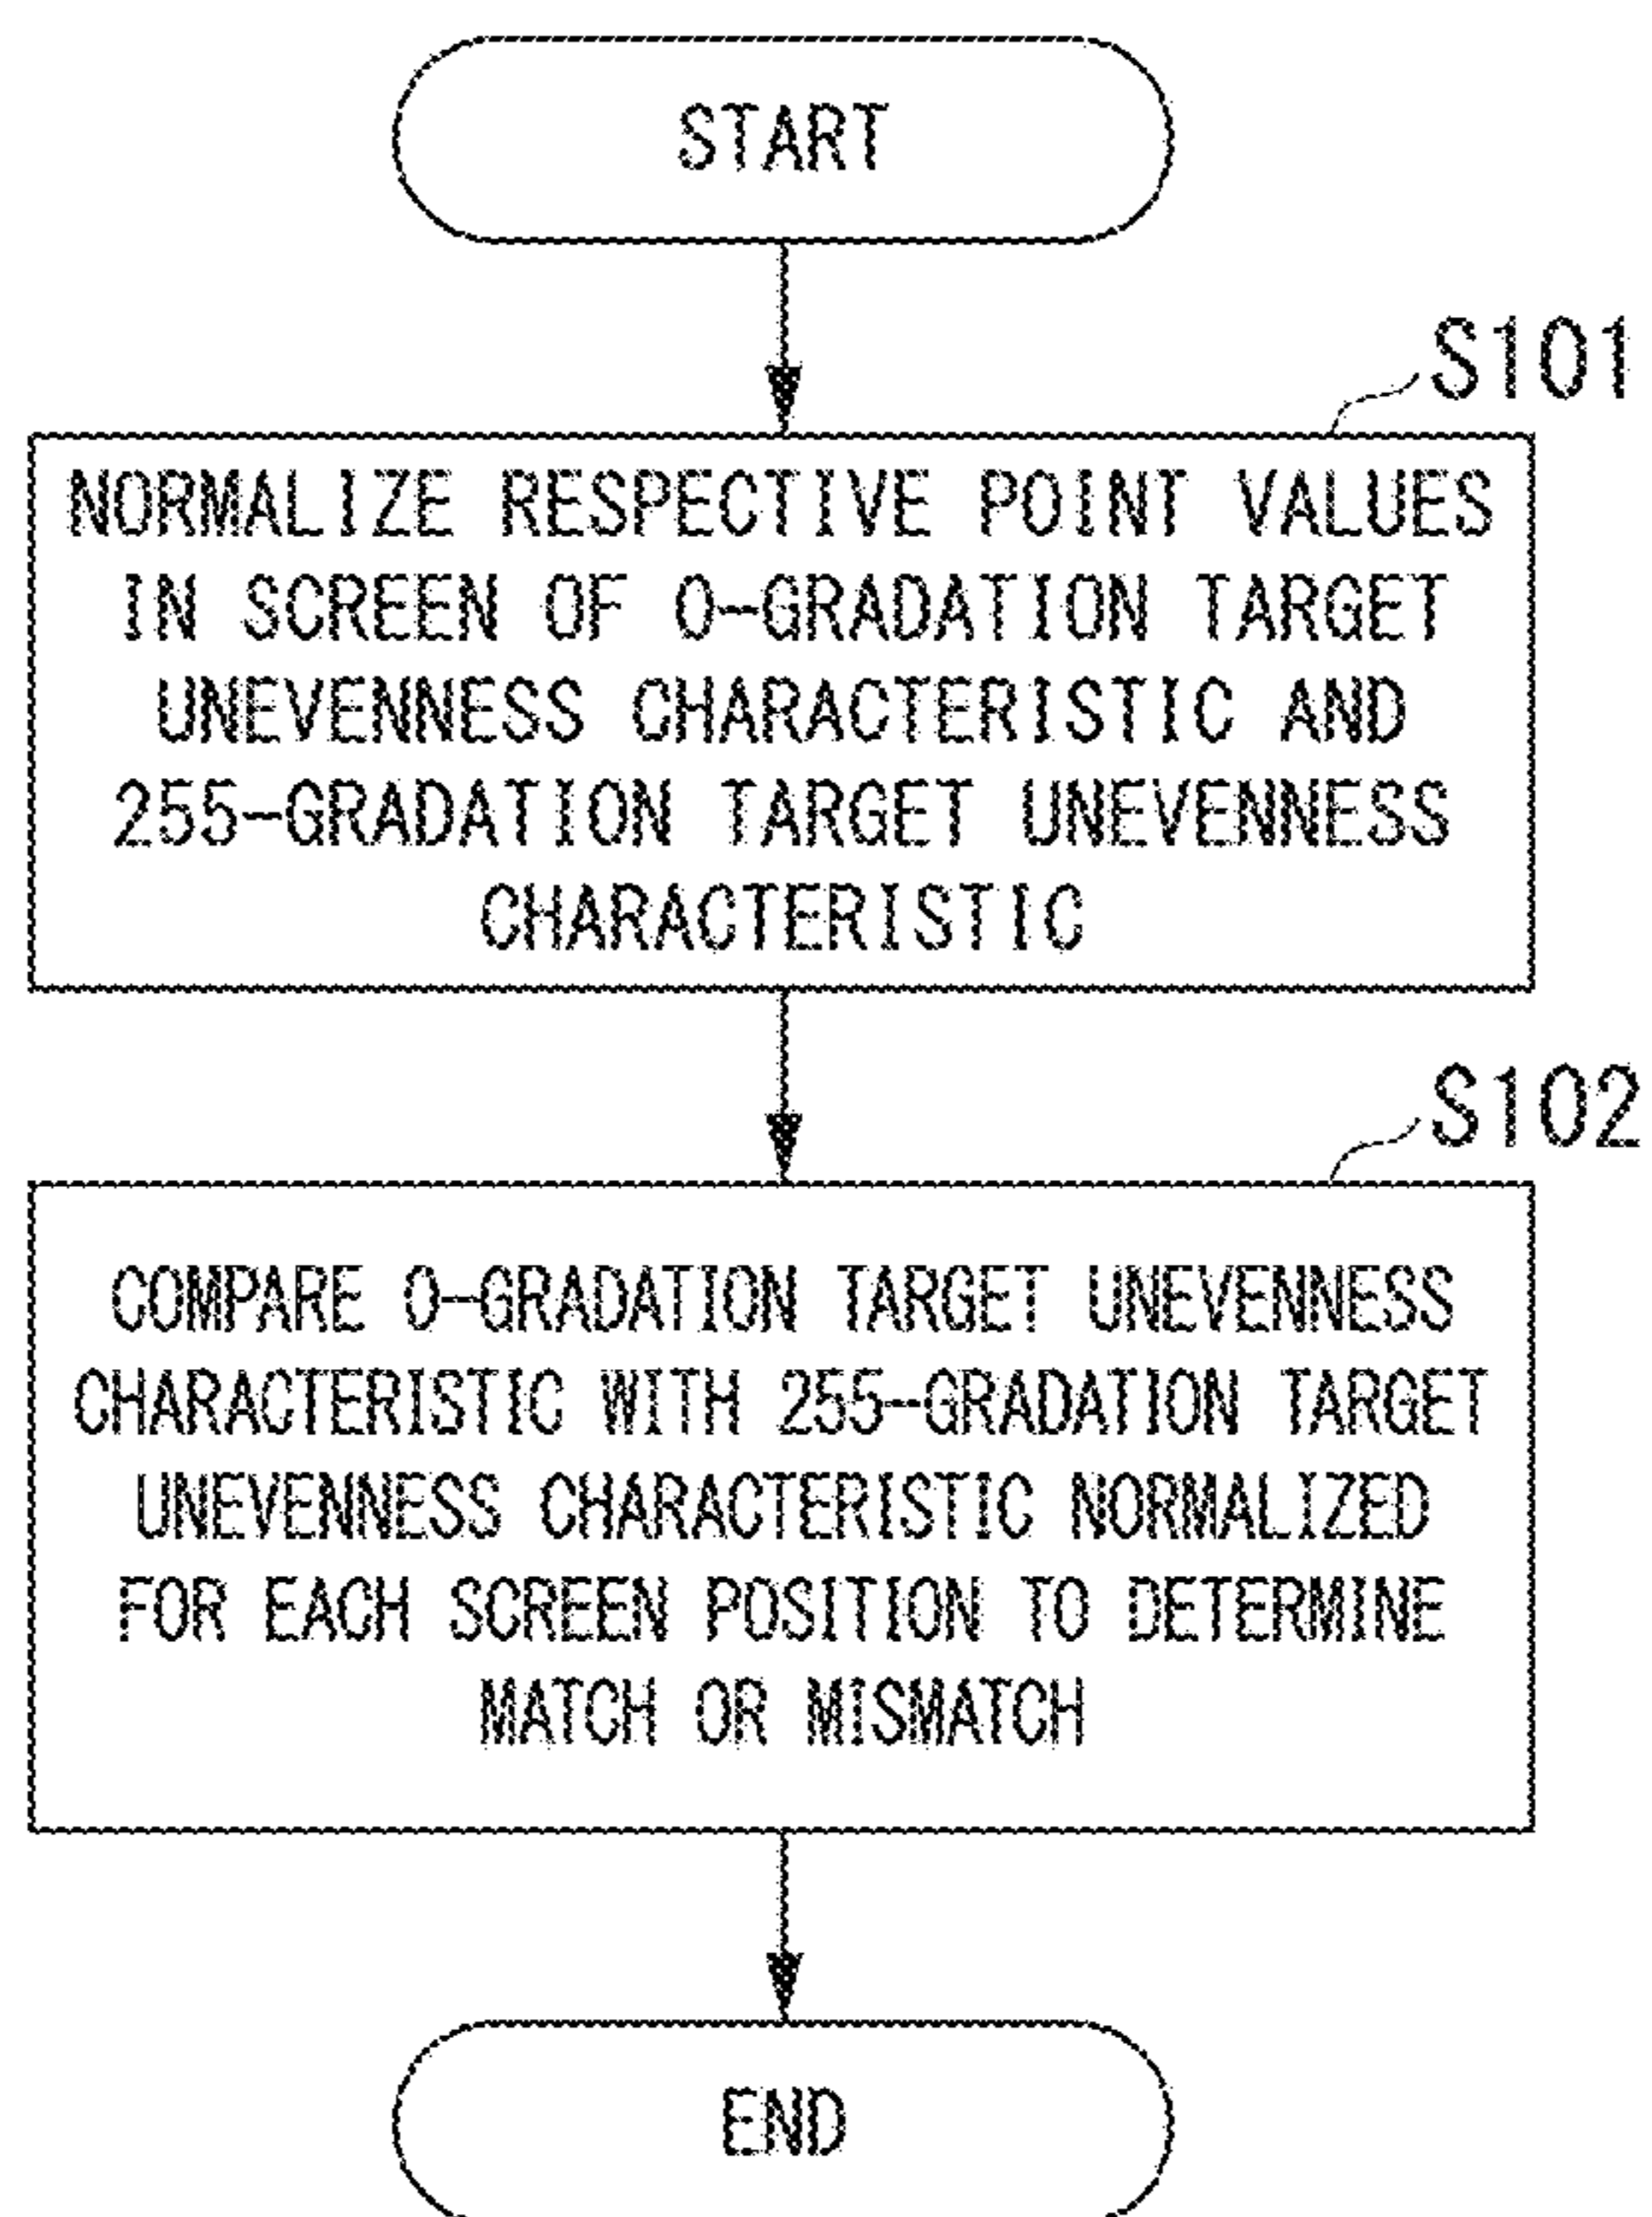 START
S101
NORMALIZE RESPECTIVE POINT VALUES
IN SCREEN OF 0-GRADATION TARGET
UNEVENNESS CHARACTERISTIC AND
255-GRADATION TARGET UNEVENNESS
CHARACTERISTIC
S102
COMPARE 0-GRADATION TARGET UNEVENNESS
CHARACTERISTIC WITH 255-GRADATION TARGET
UNEVENNESS CHARACTERISTIC NORMALIZED
FOR EACH SCREEN POSITION TO DETERMINE
MATCH OR MISMATCH
END